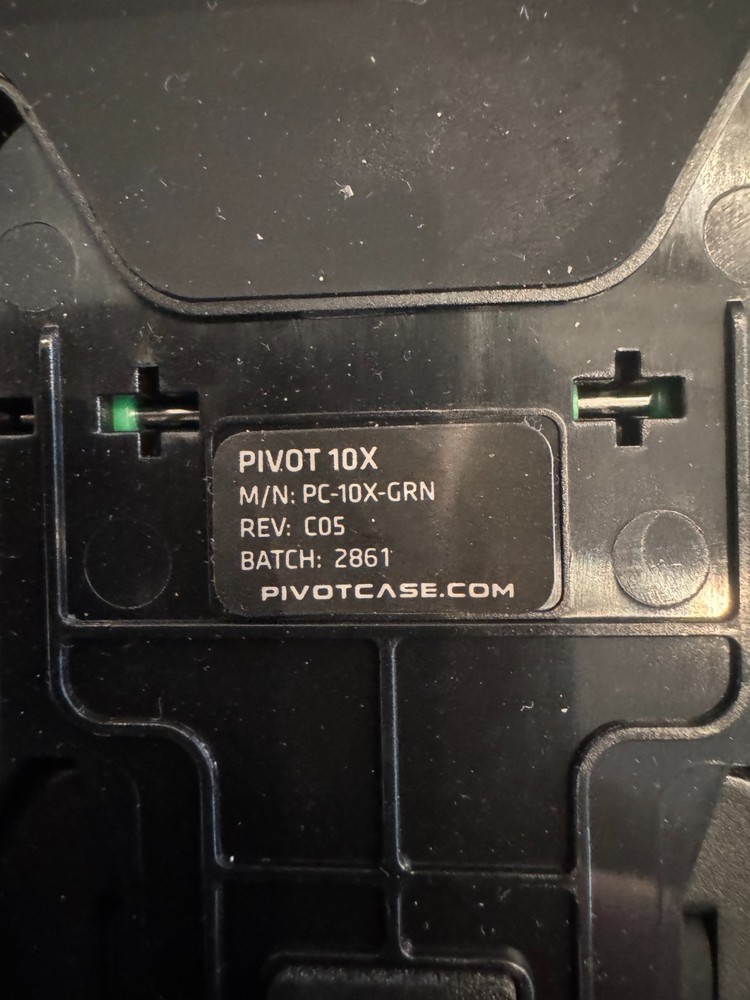 PIVOT 10X
M/N: PC-10X-GRN
REV: C05
BATCH: 2861
PIVOTCASE.COM